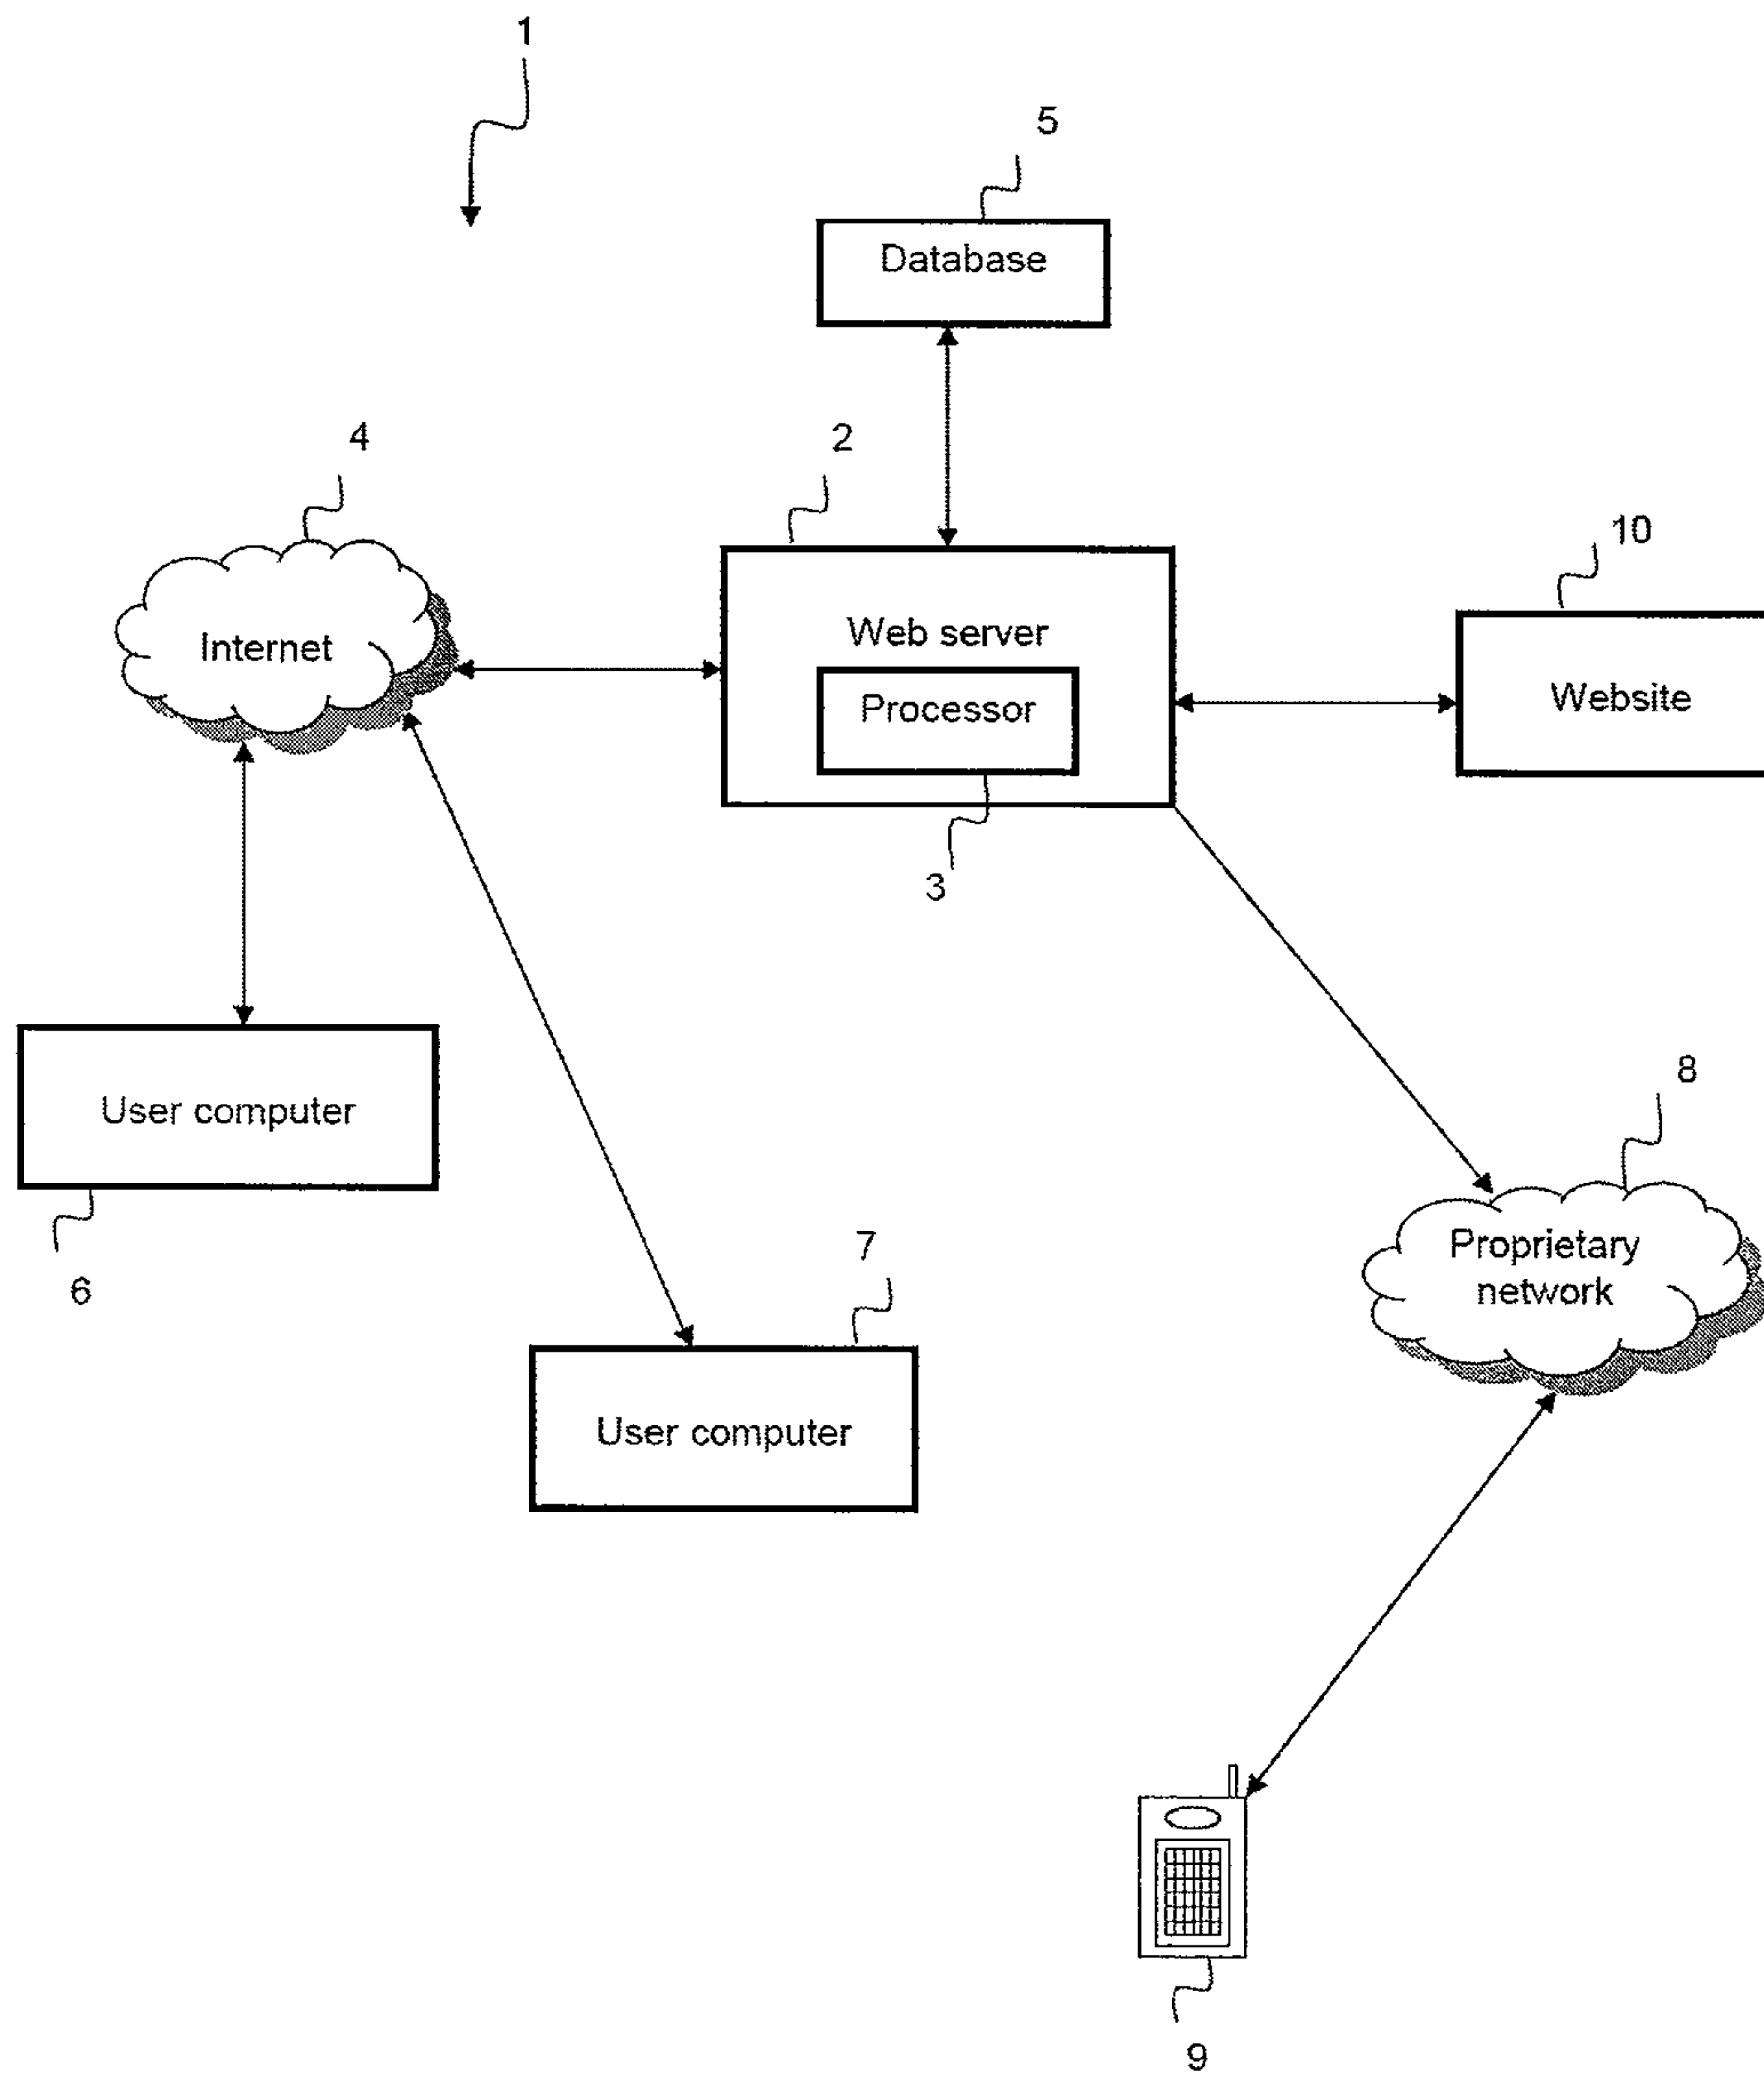 1
5
Database
4
2
10
Internet
Web server
Processor
Website
3
User computer
8
6
7
Proprietary
network
User computer
9